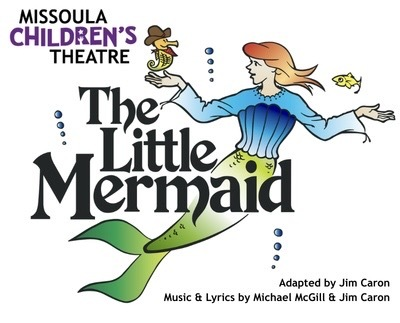 MISSOULA
CHILDREN'S
THEATRE
The
Little
Mermaid
Adapted by Jim Caron
Music & Lyrics by Michael McGill & Jim Caron